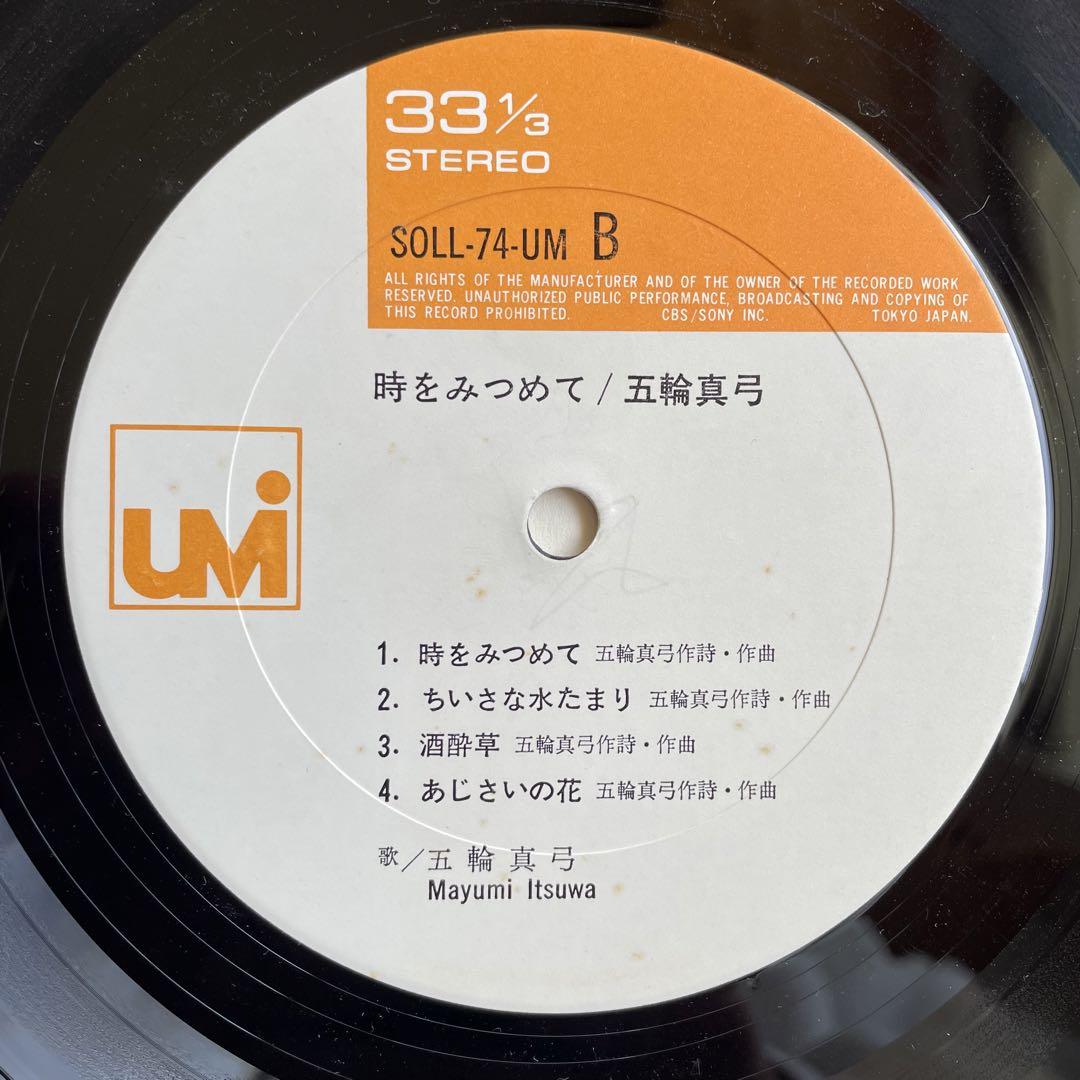 33 1/3
STEREO
SOLL-74-UM B
ALL RIGHTS OF THE MANUFACTURER AND OF THE OWNER OF THE RECORDED WORK
RESERVED. UNAUTHORIZED PUBLIC PERFORMANCE, BROADCASTING AND COPYING OF
THIS RECORD PROHIBITED. CBS/SONY INC. TOKYO JAPAN.
時をみつめて/五輪真弓
UMi
1. 時をみつめて 五輪真弓作詩・作曲
2. ちいさな水たまり 五輪真弓作詩・作曲
3. 酒酔草 五輪真弓作詩・作曲
4. あじさいの花 五輪真弓作詩・作曲
歌/五輪真弓
Mayumi Itsuwa